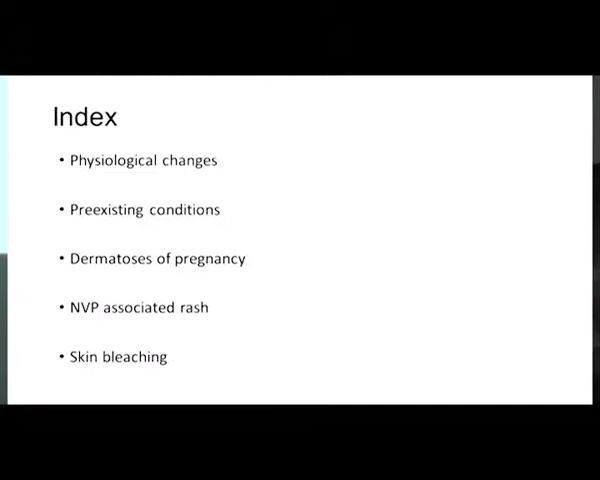 Index
• Physiological changes
• Preexisting conditions
• Dermatoses of pregnancy
• NVP associated rash
• Skin bleaching